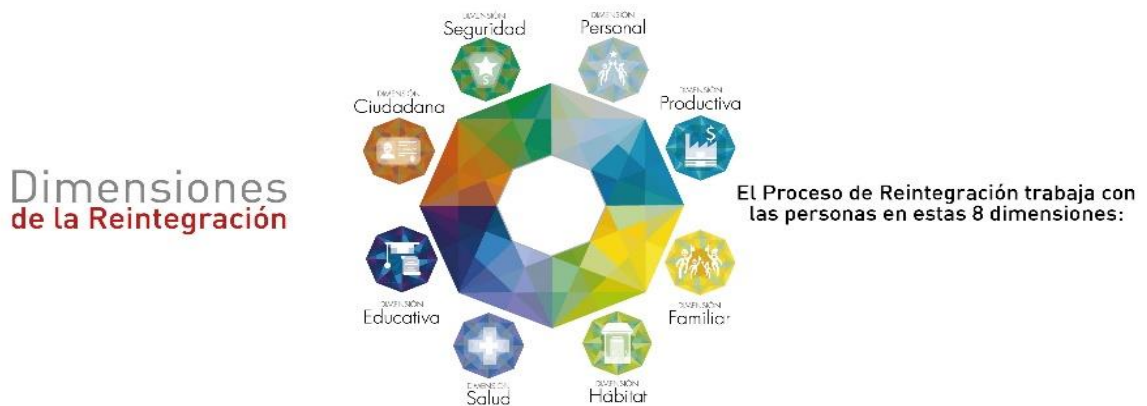 Dimensiones
de la Reintegración
DIMENSIÓN
Seguridad
DIMENSIÓN
Personal
DIMENSIÓN
Ciudadana
DIMENSIÓN
Productiva
$
$
El Proceso de Reintegración trabaja con
las personas en estas 8 dimensiones:
DIMENSIÓN
Educativa
DIMENSIÓN
Familiar
DIMENSIÓN
Salud
DIMENSIÓN
Hábitat